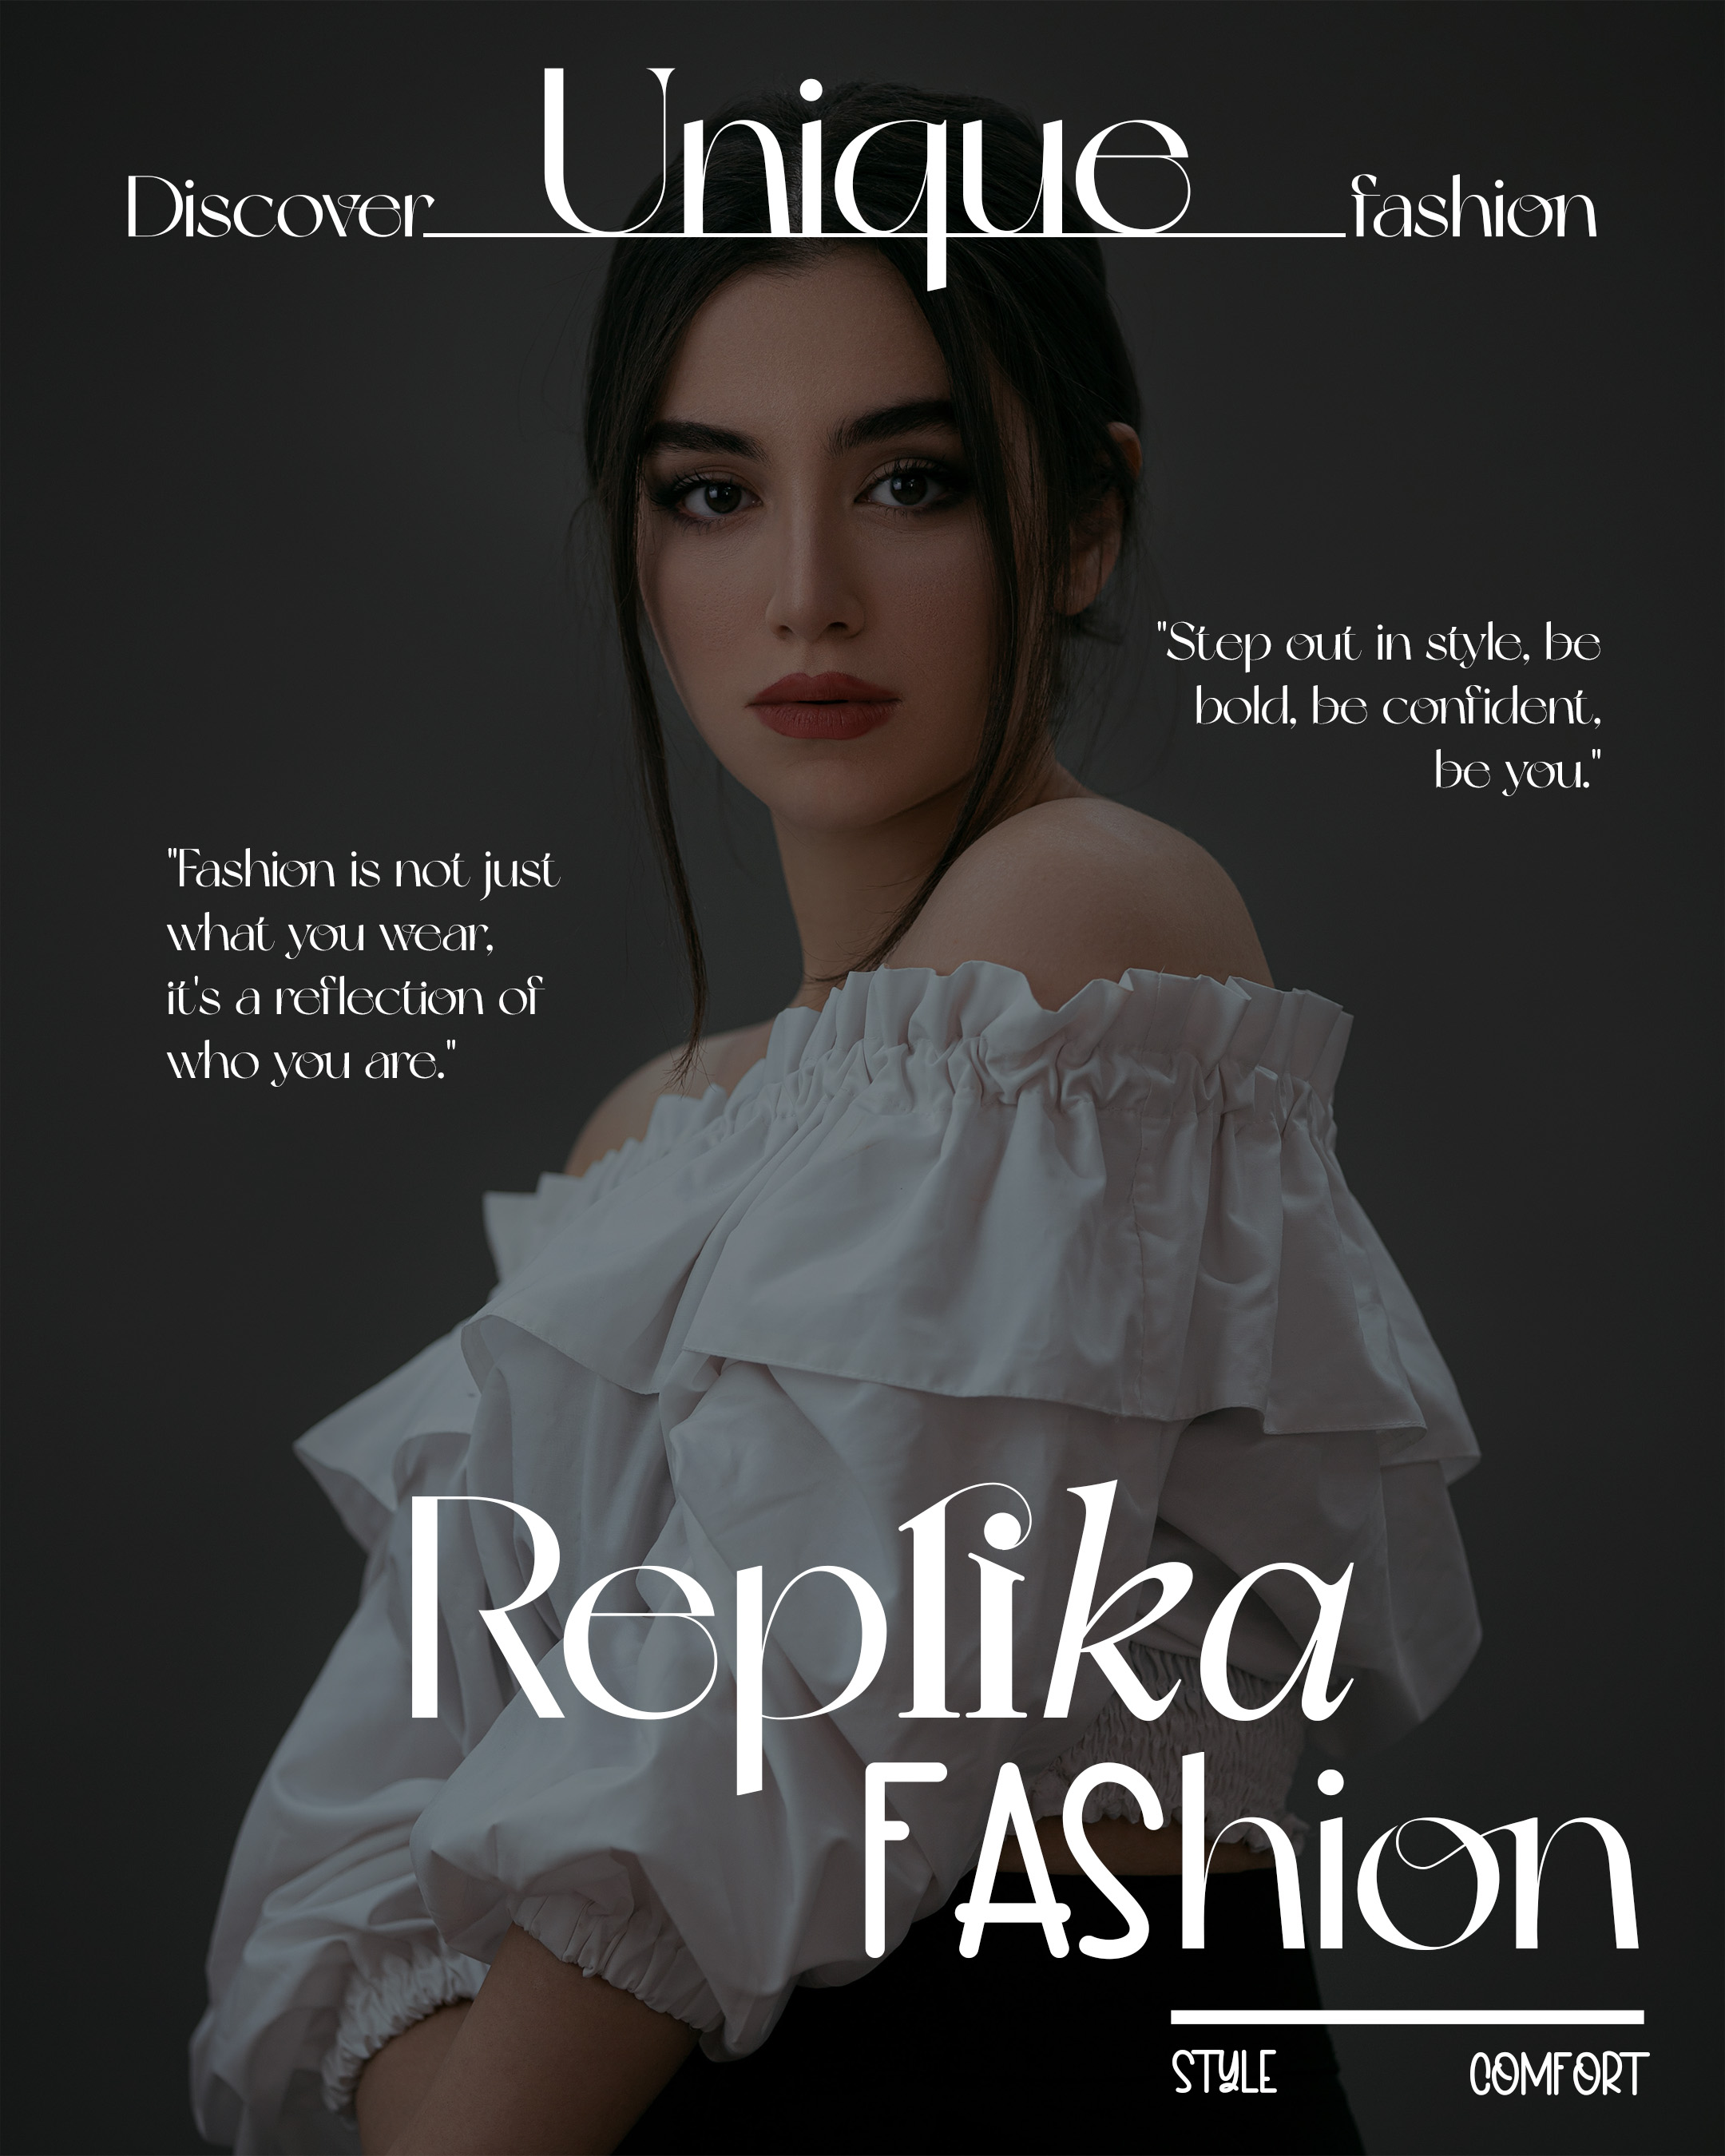 Discover Unique fashion
"Step out in style, be
bold, be confident,
be you."
"Fashion is not just
what you wear,
it's a reflection of
who you are."
Replika
FAShion
STYLE COMFORT